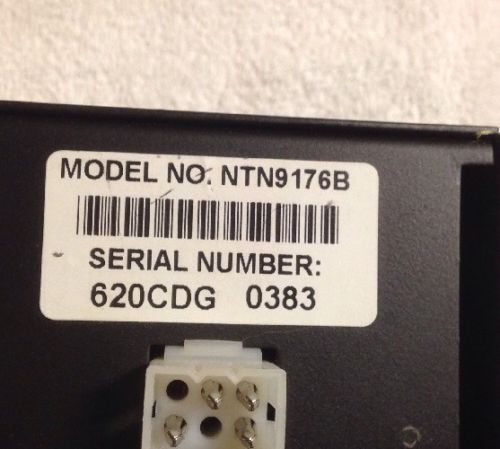 MODEL NO. NTN9176B
SERIAL NUMBER:
620CDG 0383